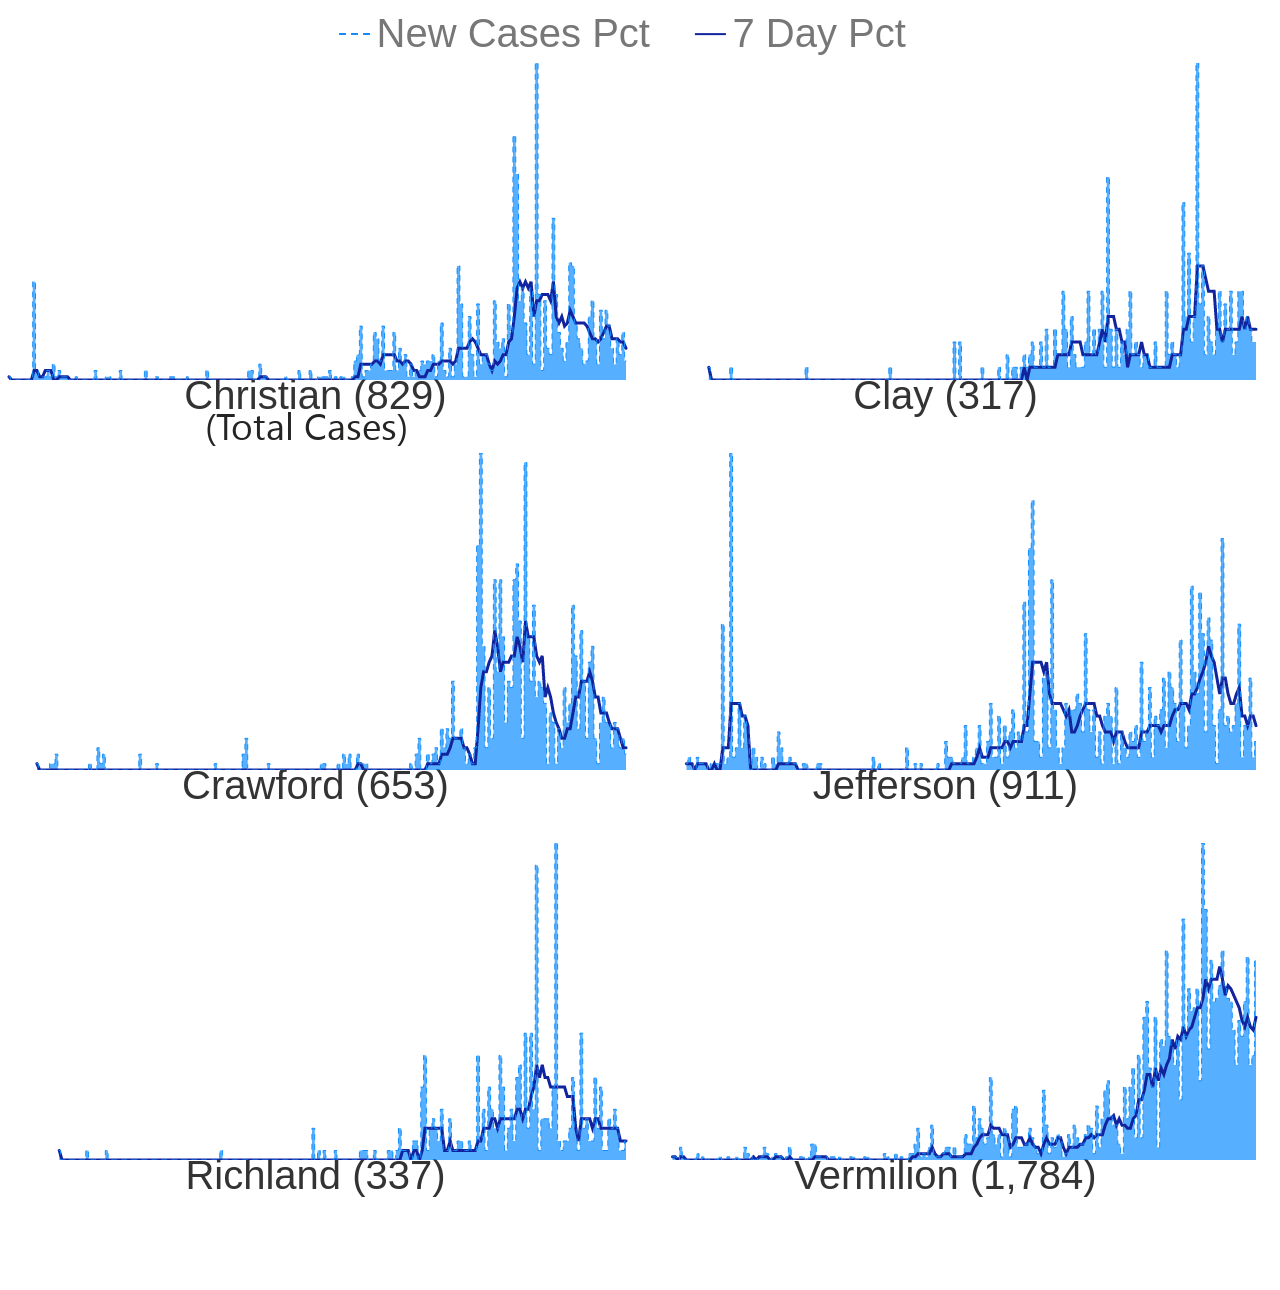 New Cases Pct 7 Day Pct
Christian (829) Clay (317)
(Total Cases)
Crawford (653) Jefferson (911)
Richland (337) Vermilion (1,784)